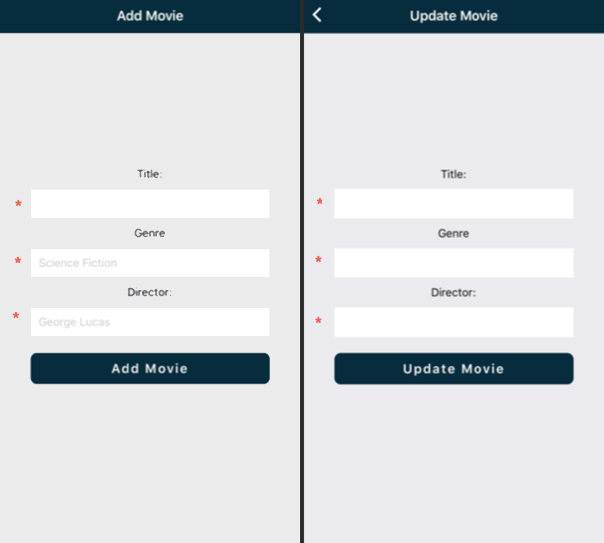 Add Movie
Title:
*
Genre
* Science Fiction
Director:
* George Lucas
Add Movie
Update Movie
Title:
*
Genre
*
Director:
*
Update Movie